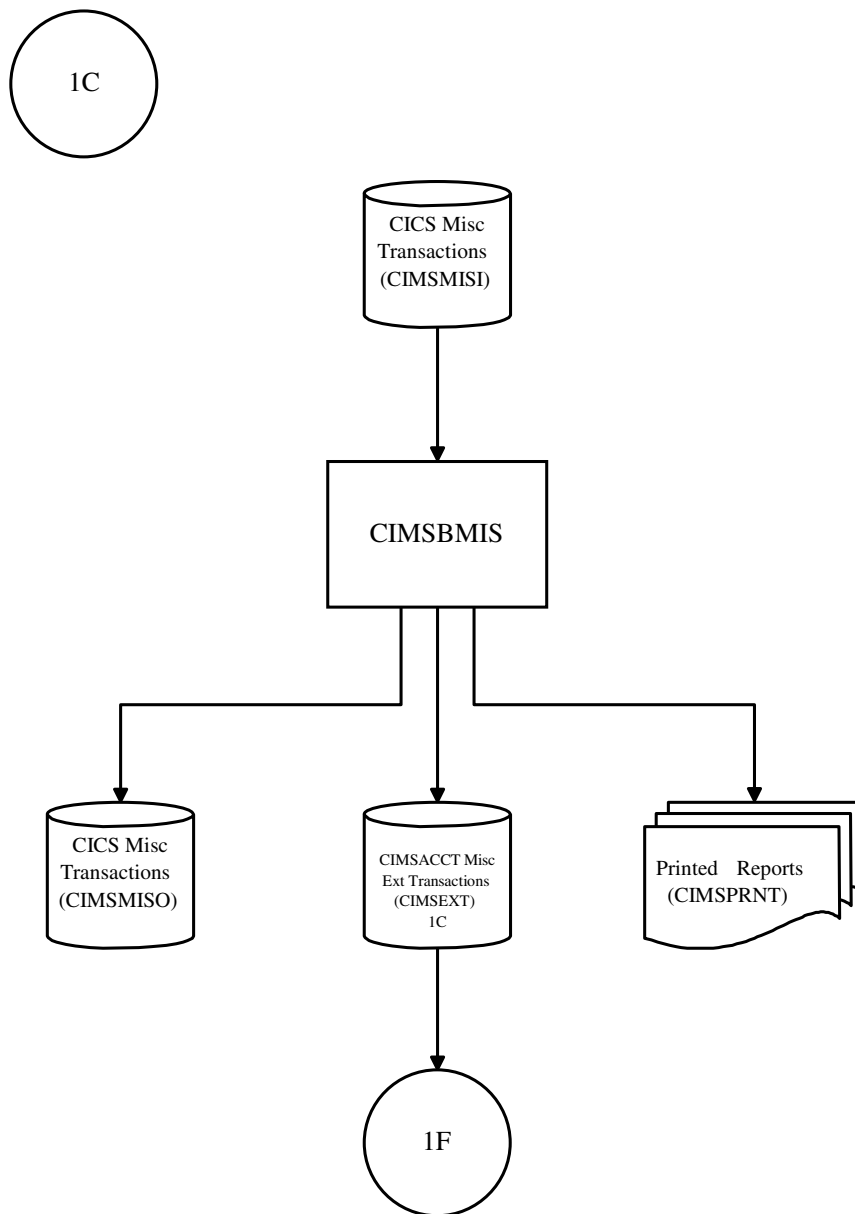 1C
CICS Misc
Transactions
(CIMSMISI)
CIMSBMIS
CICS Misc
Transactions
(CIMSMISO)
CIMSACCT Misc
Ext Transactions
(CIMSEXT)
1C
Printed Reports
(CIMSPRNT)
1F